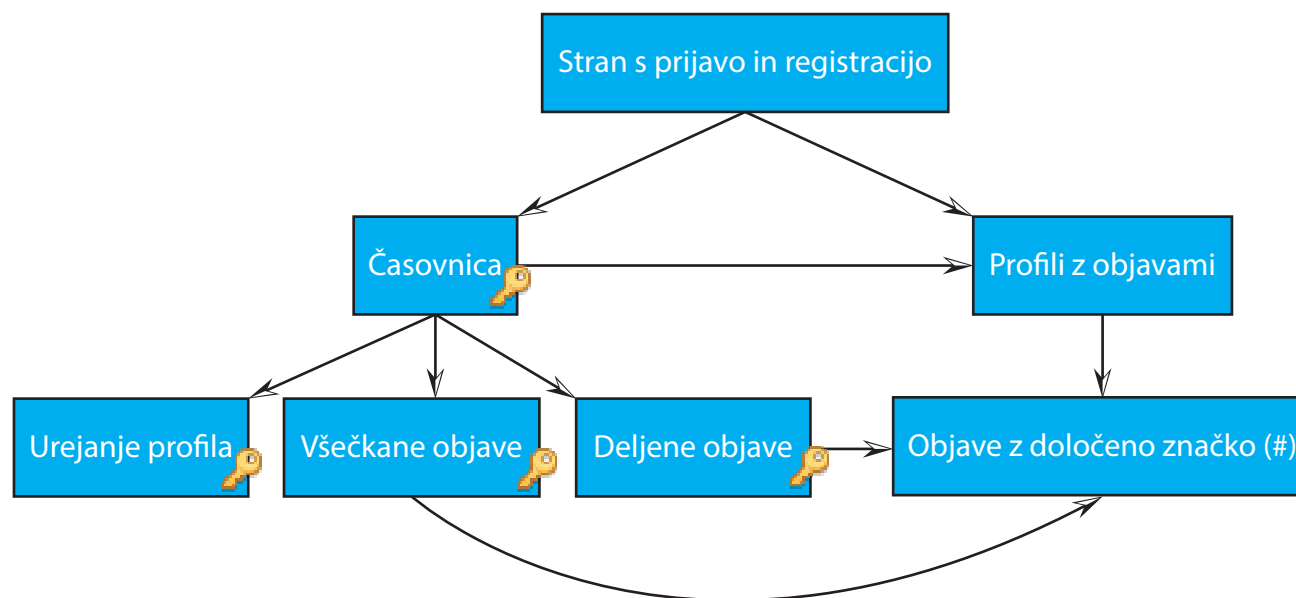 Stran s prijavo in registracijo
Časovnica
Profili z objavami
Urejanje profila
Všečkane objave
Deljene objave
Objave z določeno značko (#)